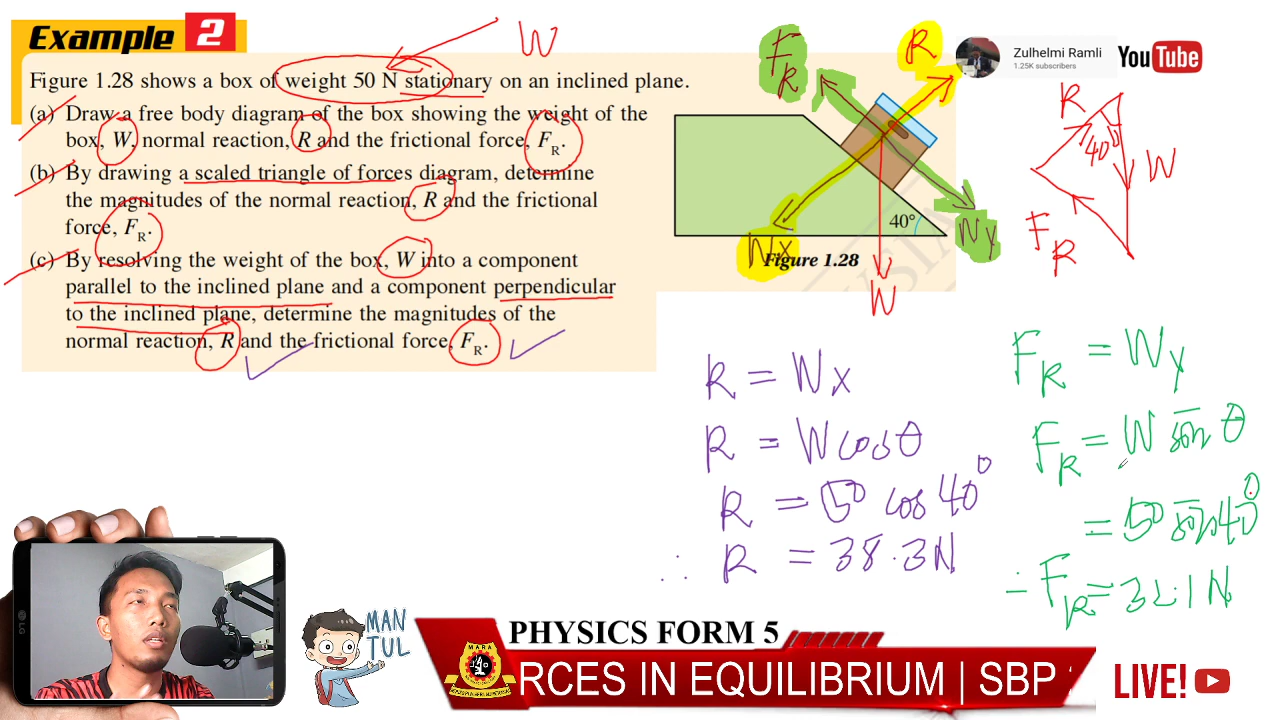 Example 2
W
Figure 1.28 shows a box of weight 50 N stationary on an inclined plane.
(a) Draw a free body diagram of the box showing the weight of the
box, W, normal reaction, R and the frictional force, FR.
(b) By drawing a scaled triangle of forces diagram, determine
the magnitudes of the normal reaction, R and the frictional
force, FR.
(c) By resolving the weight of the box, W into a component
parallel to the inclined plane and a component perpendicular
to the inclined plane, determine the magnitudes of the
normal reaction, R and the frictional force, FR.
FR
R
40°
Wx
Wy
Figure 1.28
W
Zulhelmi Ramli
1.25K subscribers
YouTube
R
40°
W
FR
R = Wx
R = W cos θ
R = 50 cos 40°
∴ R = 38.3 N
FR = Wy
FR = W sin θ
= 50 sin 40°
∴ FR = 32.1 N
LG
MAN
TUL
PHYSICS FORM 5
MARA
RCES IN EQUILIBRIUM | SBP
LIVE!